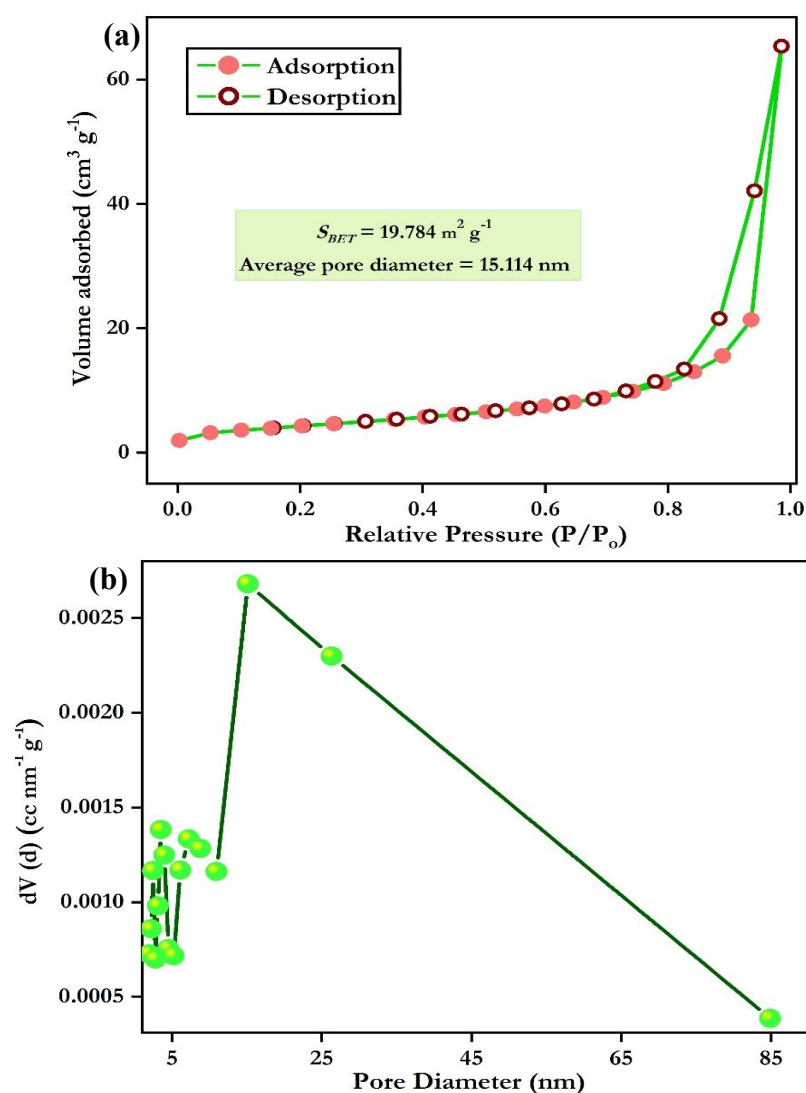 (a)
Adsorption
Desorption
S_BET = 19.784 m² g⁻¹
Average pore diameter = 15.114 nm
Volume adsorbed (cm³ g⁻¹)
60
40
20
0
0.0 0.2 0.4 0.6 0.8 1.0
Relative Pressure (P/Pₒ)
(b)
dV (d) (cc nm⁻¹ g⁻¹)
0.0025
0.0020
0.0015
0.0010
0.0005
5 25 45 65 85
Pore Diameter (nm)